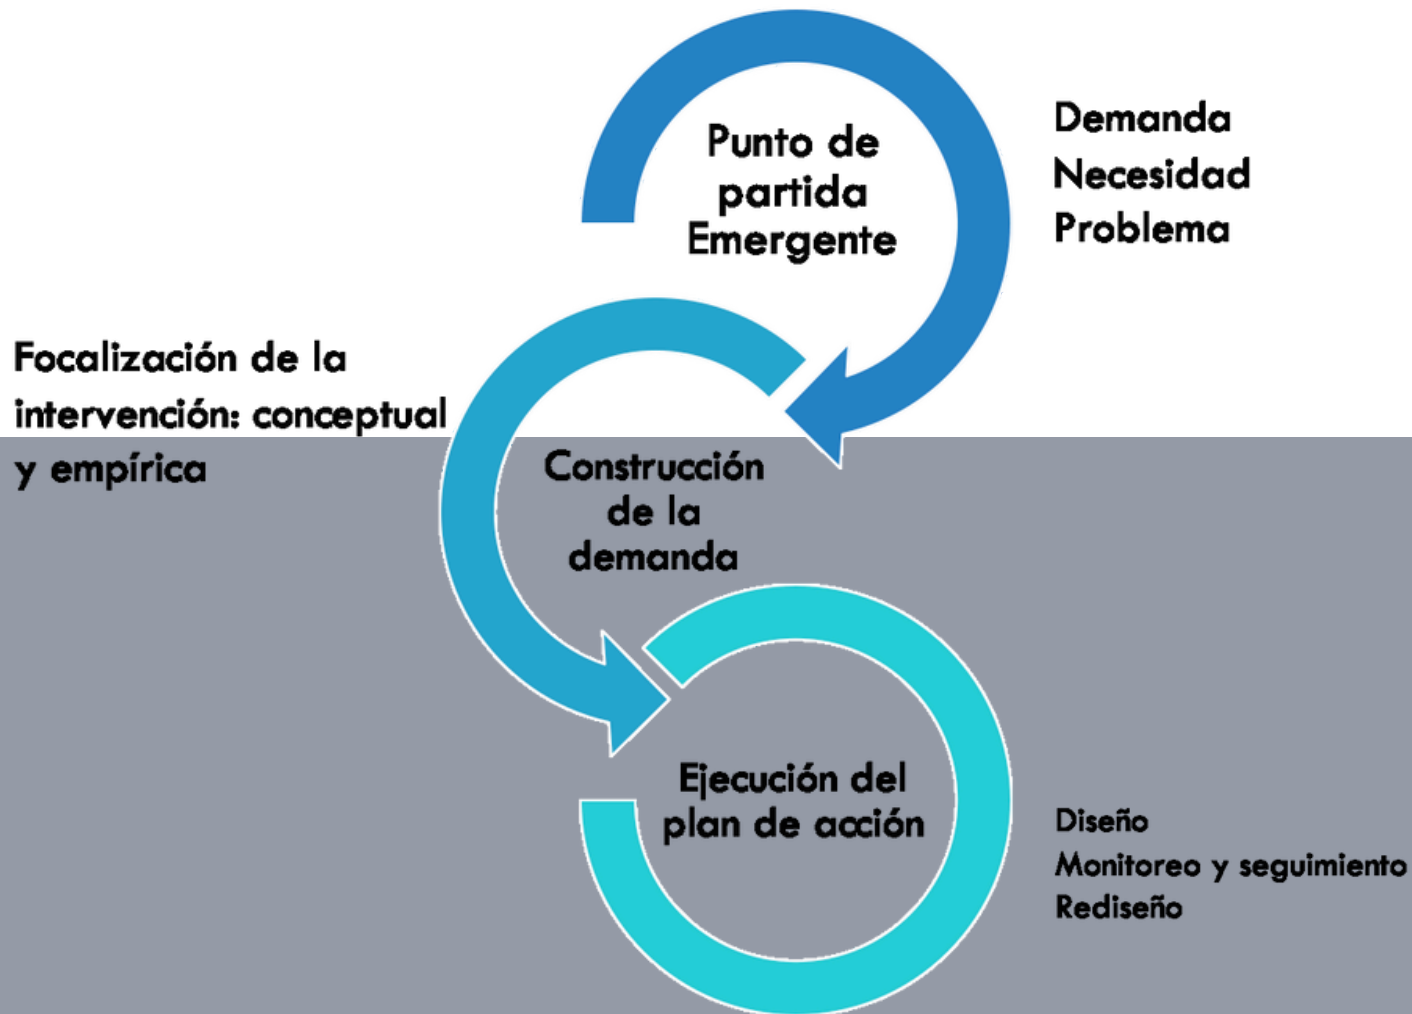 Punto de
partida
Emergente
Demanda
Necesidad
Problema
Focalización de la
intervención: conceptual
y empírica
Construcción
de la
demanda
Ejecución del
plan de acción
Diseño
Monitoreo y seguimiento
Rediseño